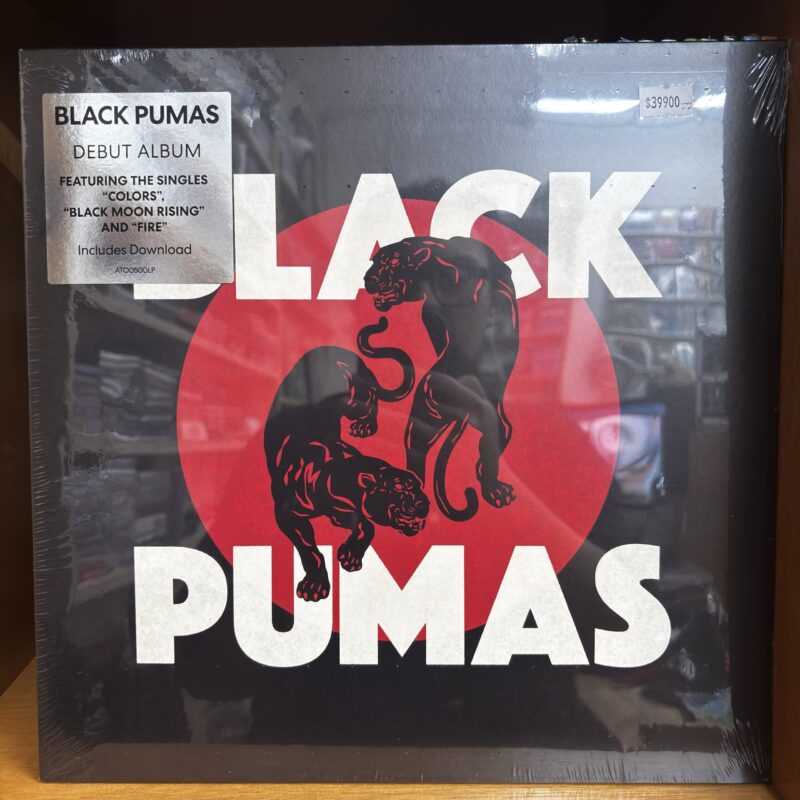 BLACK PUMAS
DEBUT ALBUM
FEATURING THE SINGLES
“COLORS”,
“BLACK MOON RISING”
AND “FIRE”
Includes Download
ATO0500LP
$39900
BLACK
PUMAS